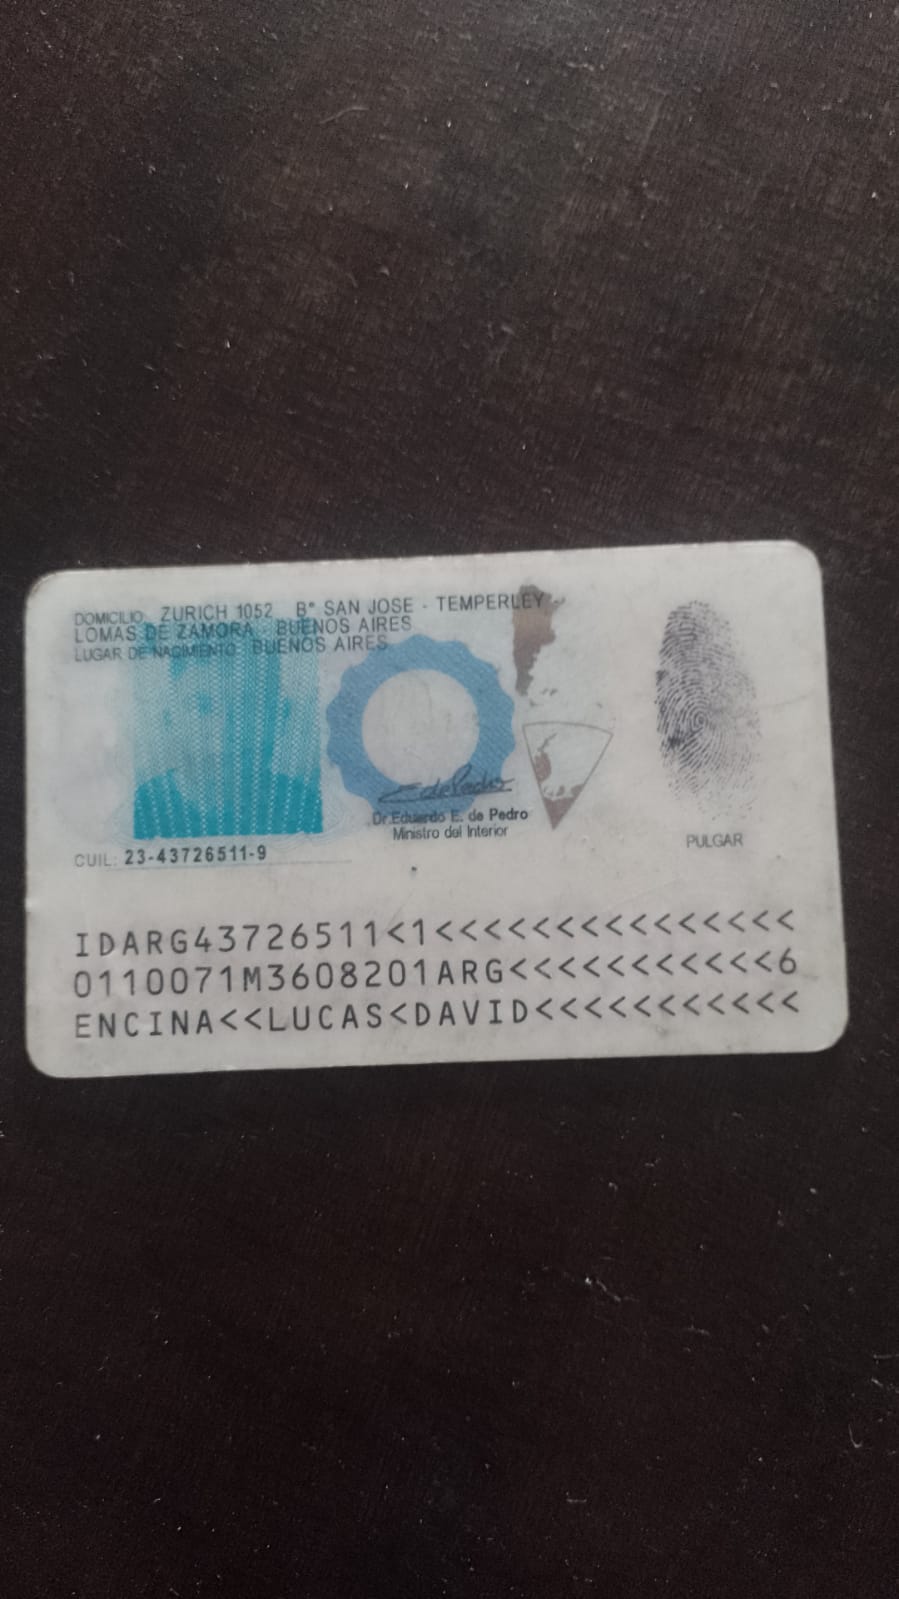 DOMICILIO: ZURICH 1052 B° SAN JOSE - TEMPERLEY
LOMAS DE ZAMORA BUENOS AIRES
LUGAR DE NACIMIENTO: BUENOS AIRES
Dr. Eduardo E. de Pedro
Ministro del Interior
PULGAR
CUIL: 23-43726511-9
IDARG43726511<1<<<<<<<<<<<<<<<
0110071M3608201ARG<<<<<<<<<<<6
ENCINA<<LUCAS<DAVID<<<<<<<<<<<